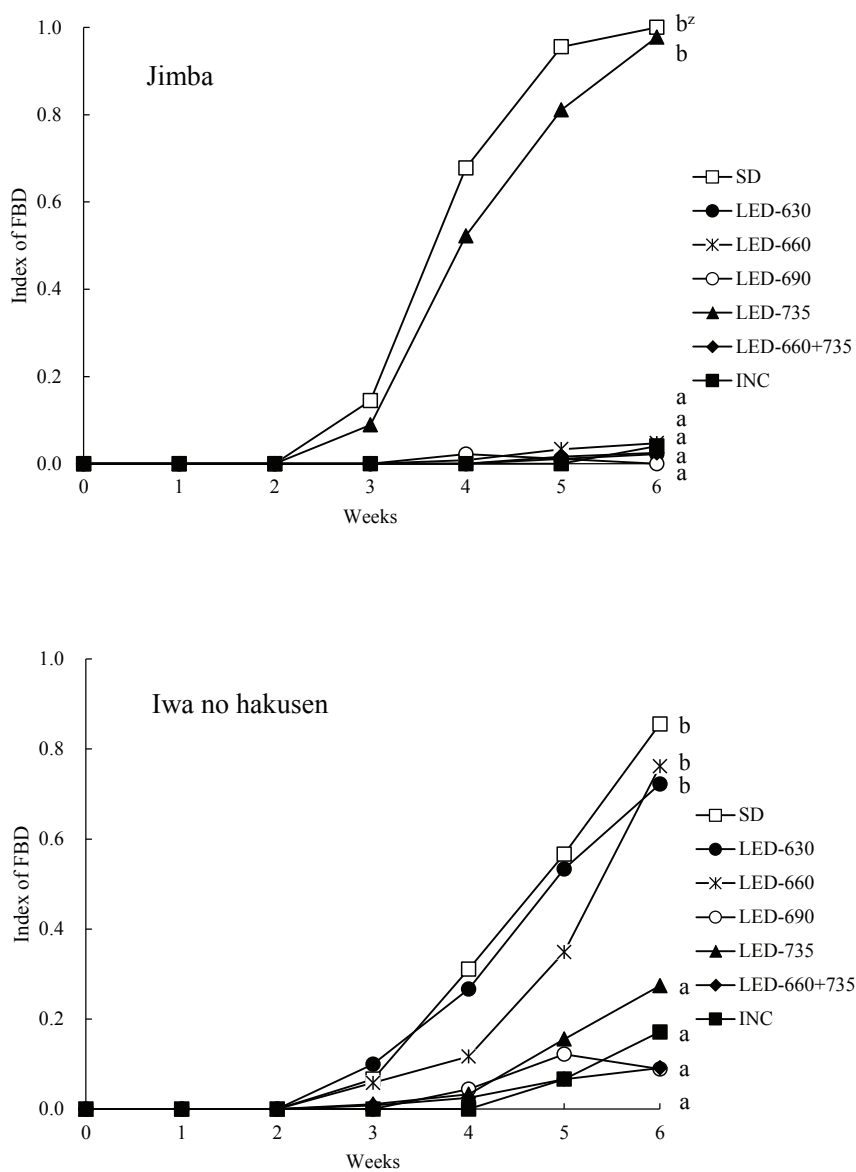 1.0
0.8
0.6
0.4
0.2
0.0
Index of FBD
Jimba
bᶻ
b
a
a
a
a
a
SD
LED-630
LED-660
LED-690
LED-735
LED-660+735
INC
0 1 2 3 4 5 6
Weeks
1.0
0.8
0.6
0.4
0.2
0.0
Index of FBD
Iwa no hakusen
b
b
b
a
a
a
a
SD
LED-630
LED-660
LED-690
LED-735
LED-660+735
INC
0 1 2 3 4 5 6
Weeks